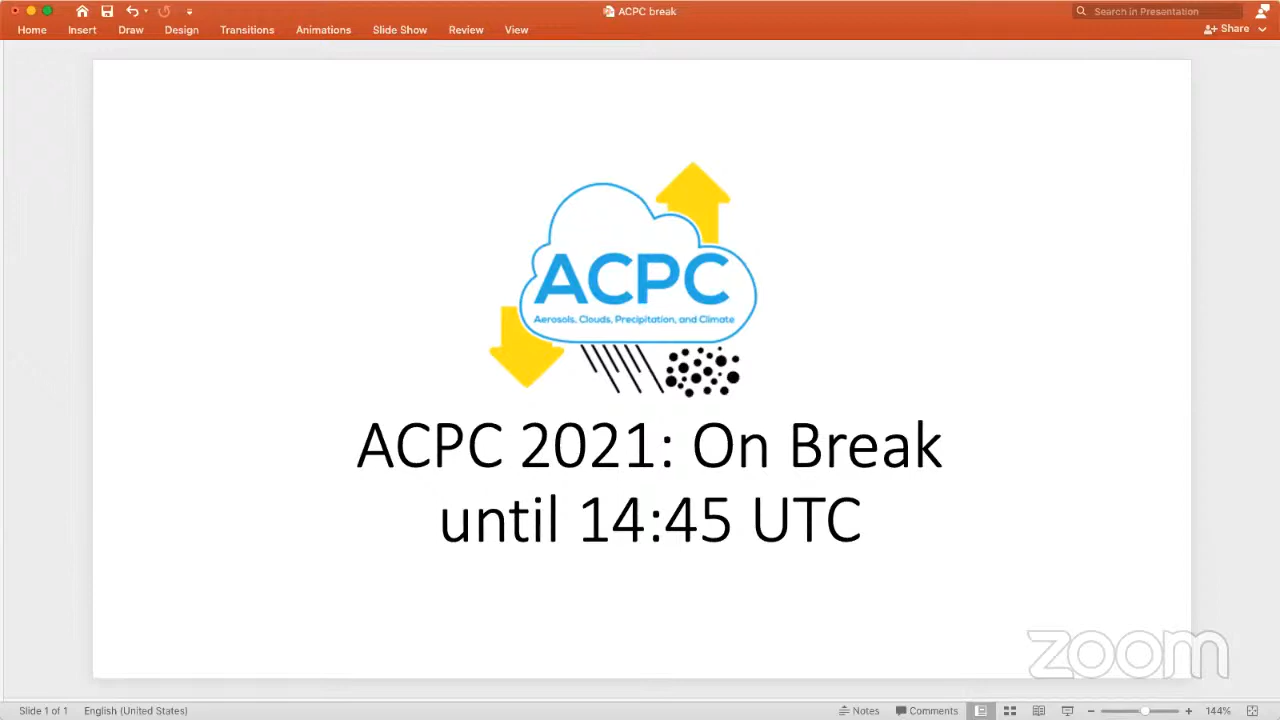 ACPC break
Search in Presentation
Home Insert Draw Design Transitions Animations Slide Show Review View
Share
ACPC
Aerosols, Clouds, Precipitation, and Climate
ACPC 2021: On Break
until 14:45 UTC
zoom
Slide 1 of 1 English (United States) Notes Comments 144%